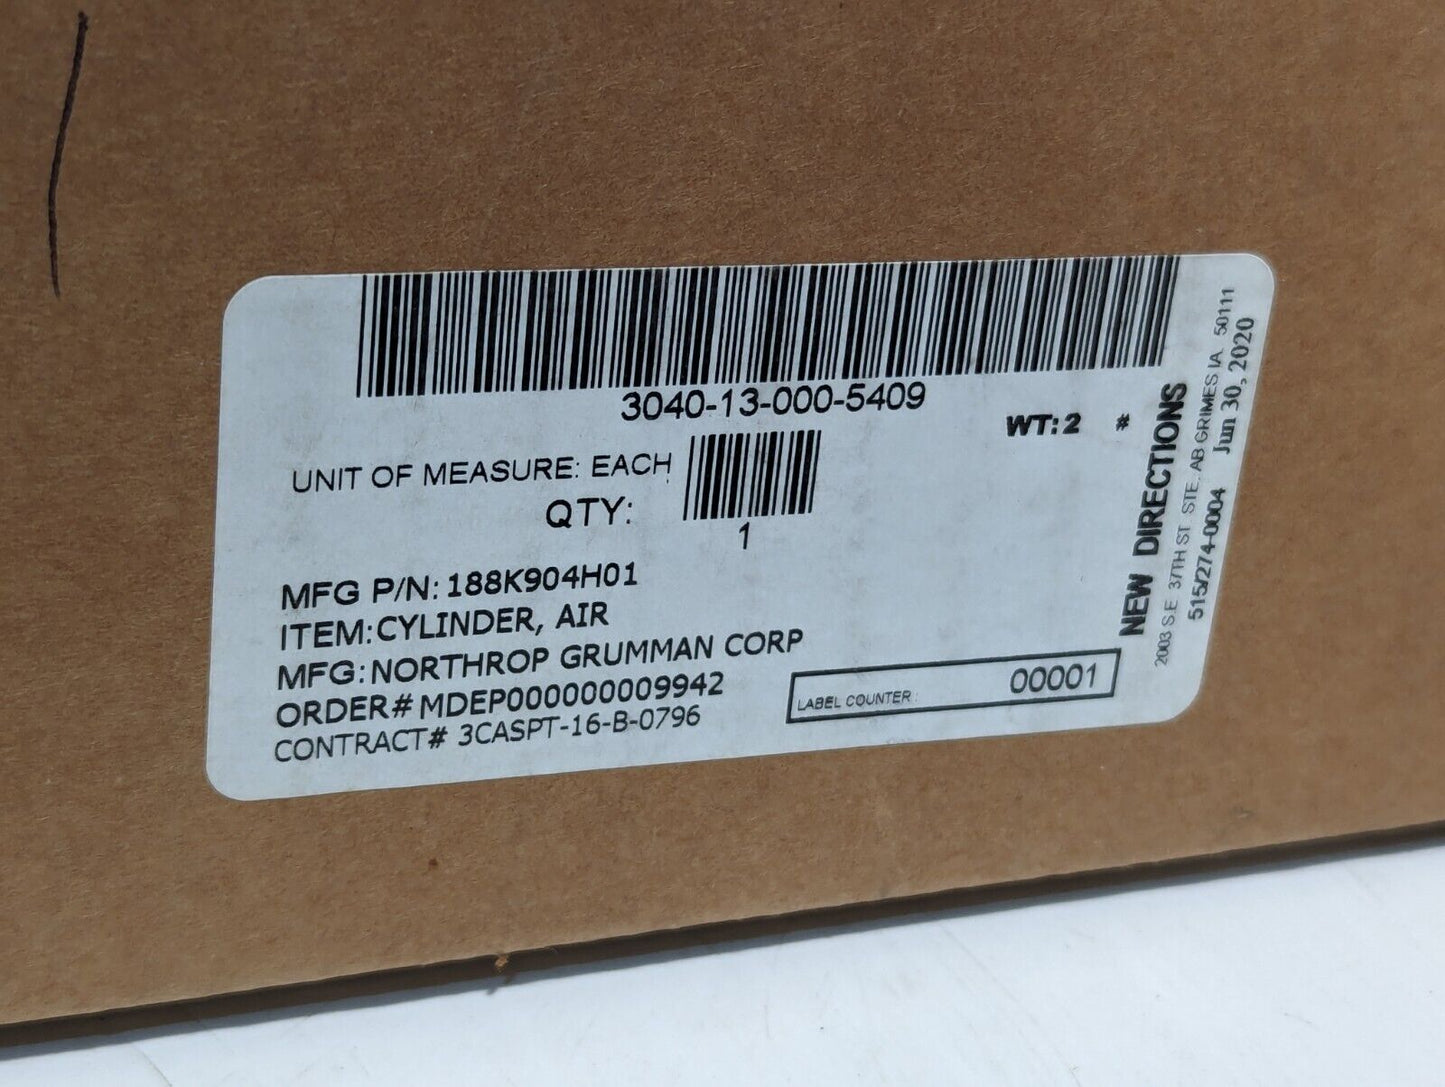 3040-13-000-5409
WT: 2 #
UNIT OF MEASURE: EACH
QTY:
1
MFG P/N: 188K904H01
ITEM:CYLINDER, AIR
MFG:NORTHROP GRUMMAN CORP
ORDER# MDEP000000009942
CONTRACT# 3CASPT-16-B-0796
LABEL COUNTER : 00001
NEW DIRECTIONS
2003 S.E. 37TH ST. STE. AB GRIMES IA. 50111
515/274-0004 Jun 30, 2020